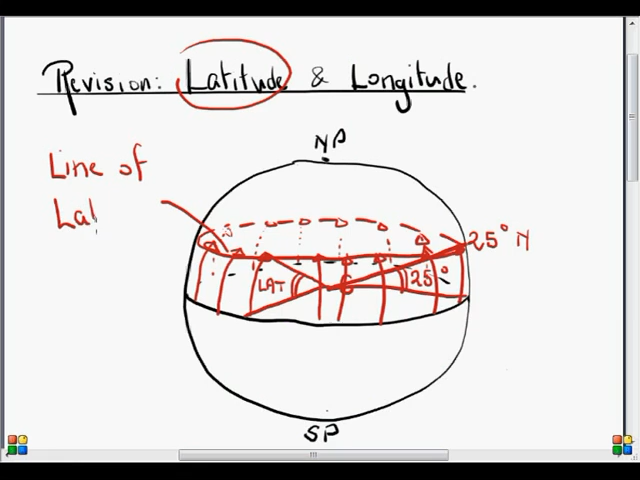 Revision: Latitude & Longitude.
NP
Line of
Lat
25° N
LAT
C
25°
SP